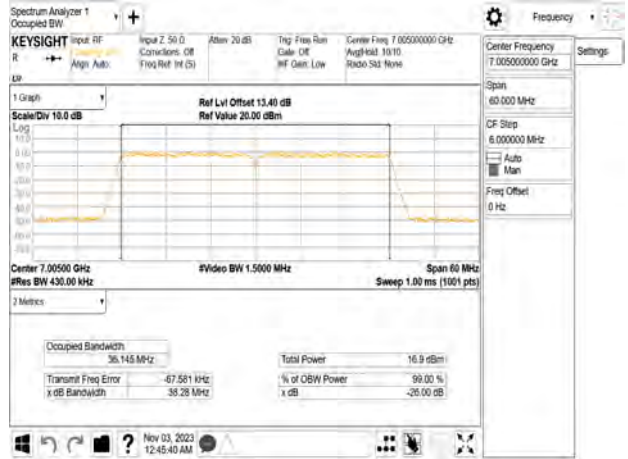 Spectrum Analyzer 1
Occupied BW
Frequency
KEYSIGHT
Input: RF
Input Z: 50 Ω
Atten: 20 dB
Trig: Free Run
Center Freq: 7.005000000 GHz
Corrections: Off
Gate: Off
Avg|Hold: 10/10
R
Align: Auto
Freq Ref: Int (S)
#IF Gain: Low
Radio Std: None
Center Frequency
7.005000000 GHz
Settings
Span
60.000 MHz
CF Step
6.000000 MHz
Auto
Man
Freq Offset
0 Hz
1 Graph
Ref Lvl Offset 13.40 dB
Scale/Div 10.0 dB
Ref Value 20.00 dBm
Log
10.0
0.00
Center 7.00500 GHz
#Video BW 1.5000 MHz
Span 60 MHz
#Res BW 430.00 kHz
Sweep 1.00 ms (1001 pts)
2 Metrics
Occupied Bandwidth
36.145 MHz
Total Power
16.9 dBm
Transmit Freq Error
-67.581 kHz
% of OBW Power
99.00 %
x dB Bandwidth
38.28 MHz
x dB
-26.00 dB
Nov 03, 2023
12:45:40 AM